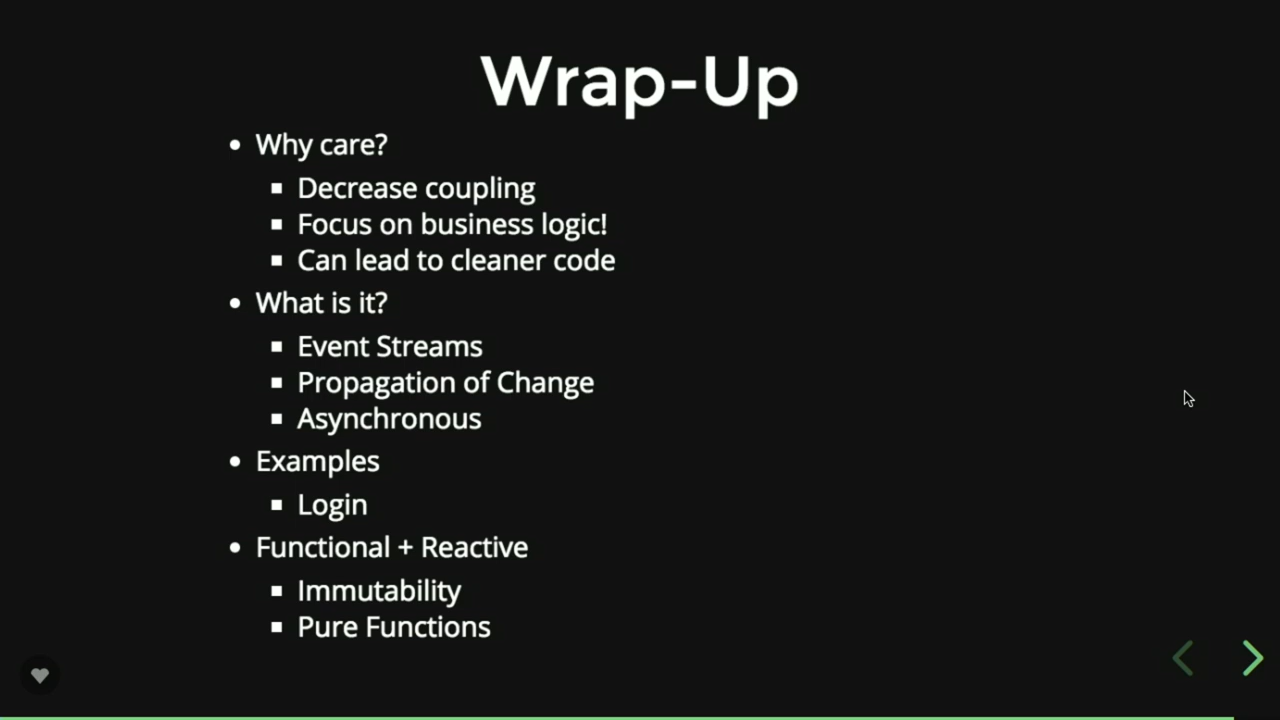 Wrap-Up
Why care?
Decrease coupling
Focus on business logic!
Can lead to cleaner code
What is it?
Event Streams
Propagation of Change
Asynchronous
Examples
Login
Functional + Reactive
Immutability
Pure Functions